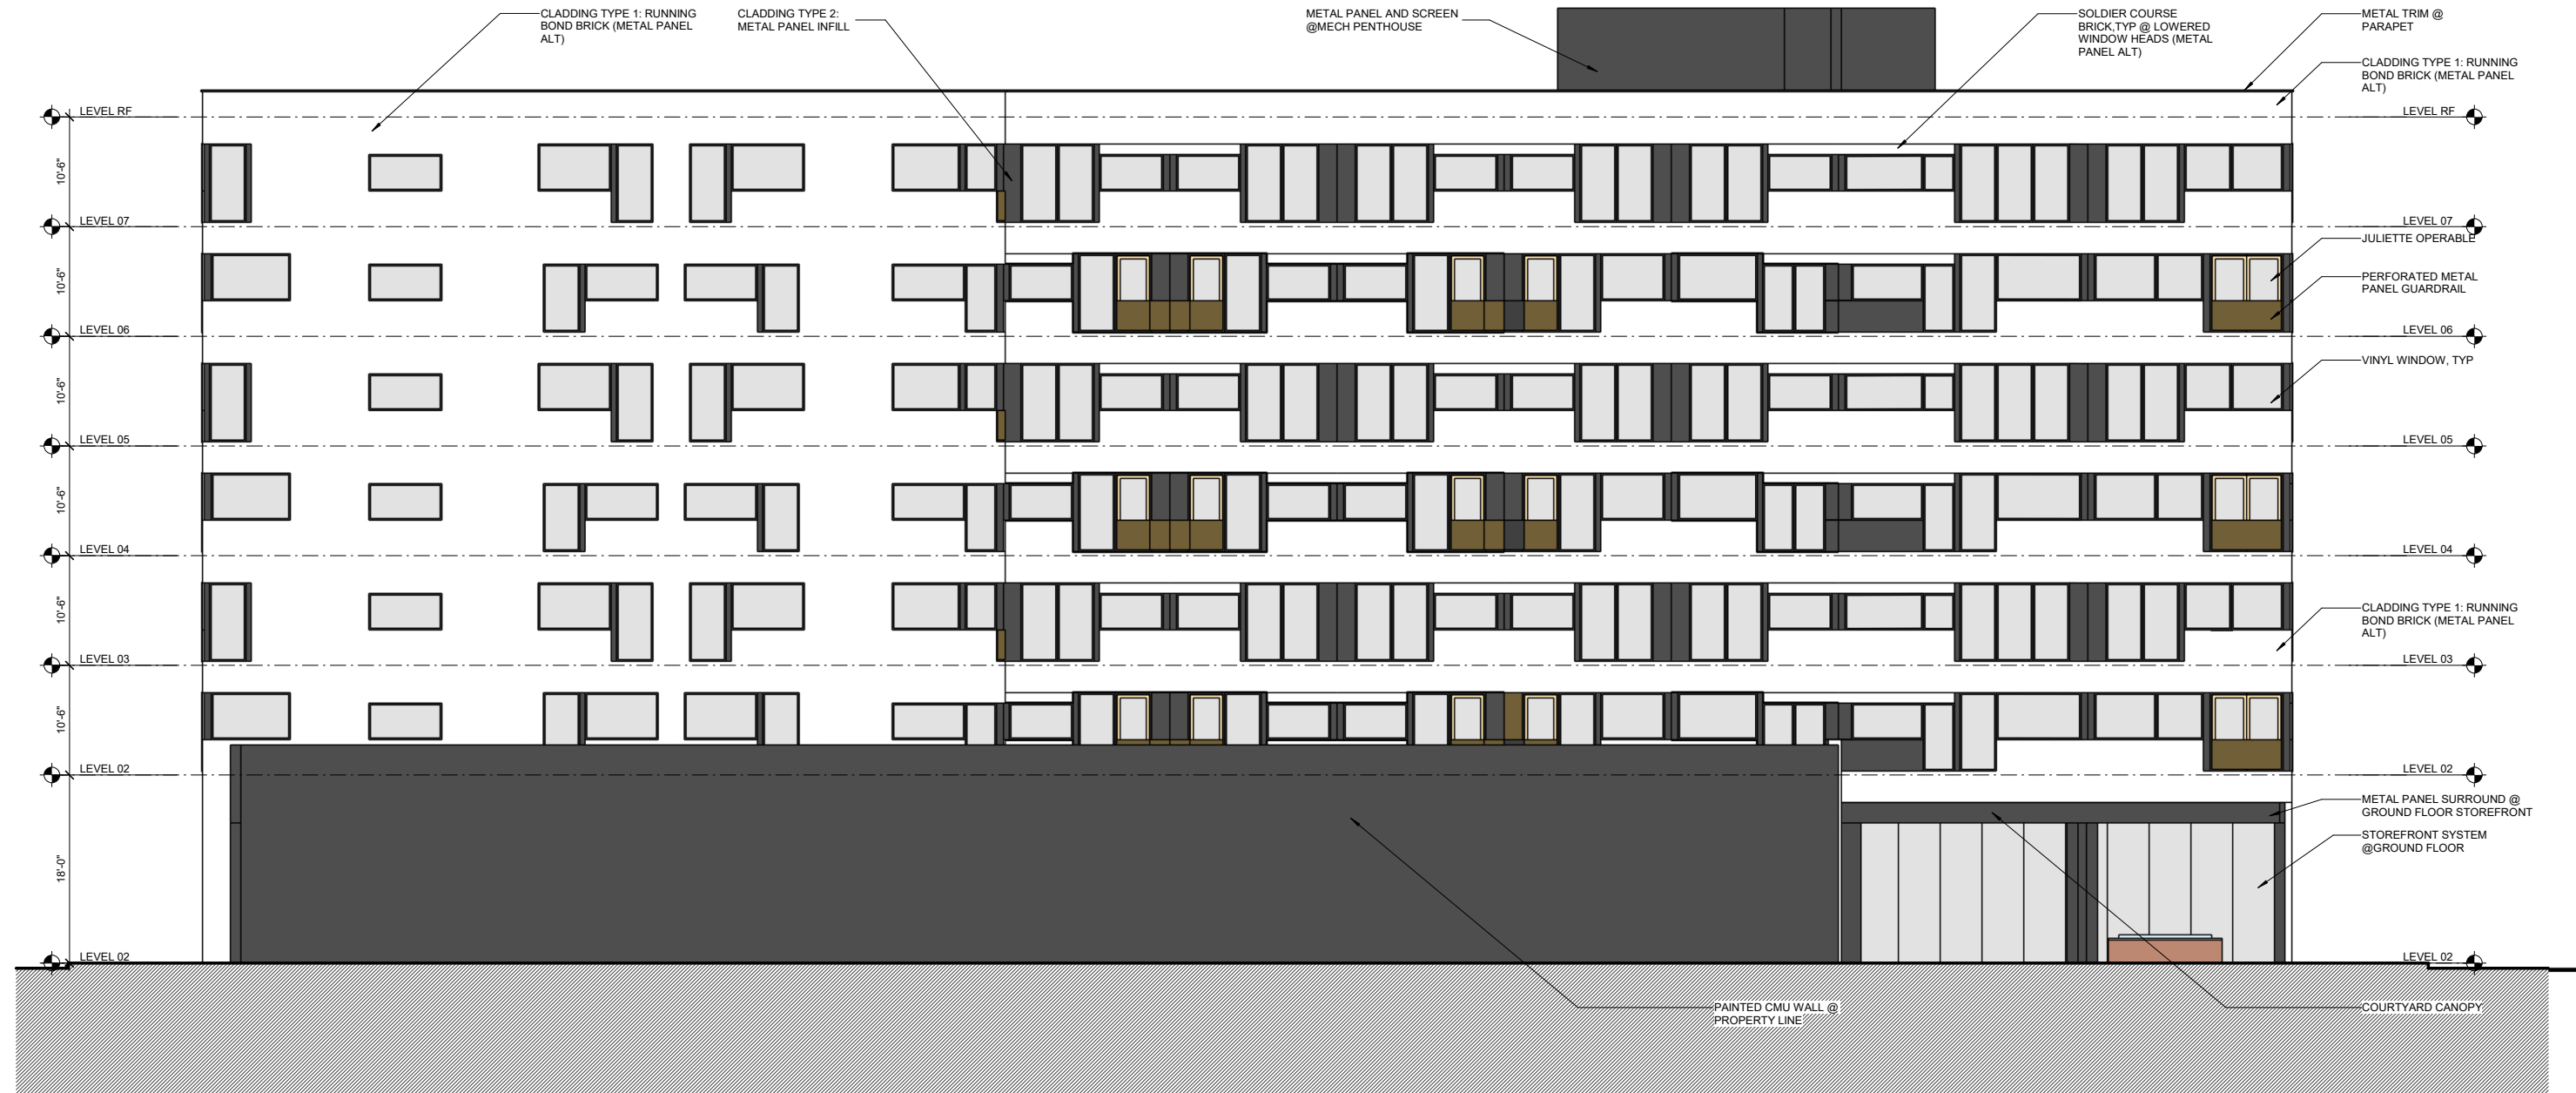 CLADDING TYPE 1: RUNNING
BOND BRICK (METAL PANEL
ALT)
CLADDING TYPE 2:
METAL PANEL INFILL
METAL PANEL AND SCREEN
@MECH PENTHOUSE
SOLDIER COURSE
BRICK,TYP @ LOWERED
WINDOW HEADS (METAL
PANEL ALT)
METAL TRIM @
PARAPET
CLADDING TYPE 1: RUNNING
BOND BRICK (METAL PANEL
ALT)
LEVEL RF
LEVEL RF
10'-6"
LEVEL 07
LEVEL 07
JULIETTE OPERABLE
10'-6"
PERFORATED METAL
PANEL GUARDRAIL
LEVEL 06
LEVEL 06
VINYL WINDOW, TYP
10'-6"
LEVEL 05
LEVEL 05
10'-6"
LEVEL 04
LEVEL 04
10'-6"
CLADDING TYPE 1: RUNNING
BOND BRICK (METAL PANEL
ALT)
LEVEL 03
LEVEL 03
10'-6"
LEVEL 02
LEVEL 02
METAL PANEL SURROUND @
GROUND FLOOR STOREFRONT
STOREFRONT SYSTEM
@GROUND FLOOR
18'-0"
LEVEL 02
LEVEL 02
PAINTED CMU WALL @
PROPERTY LINE
COURTYARD CANOPY